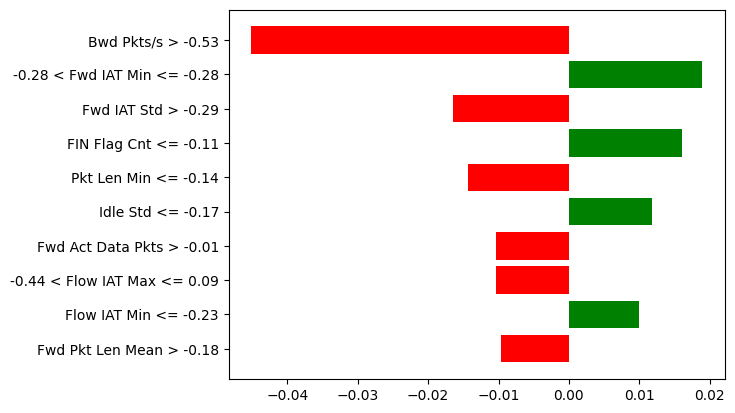 Bwd Pkts/s > -0.53
-0.28 < Fwd IAT Min <= -0.28
Fwd IAT Std > -0.29
FIN Flag Cnt <= -0.11
Pkt Len Min <= -0.14
Idle Std <= -0.17
Fwd Act Data Pkts > -0.01
-0.44 < Flow IAT Max <= 0.09
Flow IAT Min <= -0.23
Fwd Pkt Len Mean > -0.18
−0.04 −0.03 −0.02 −0.01 0.00 0.01 0.02